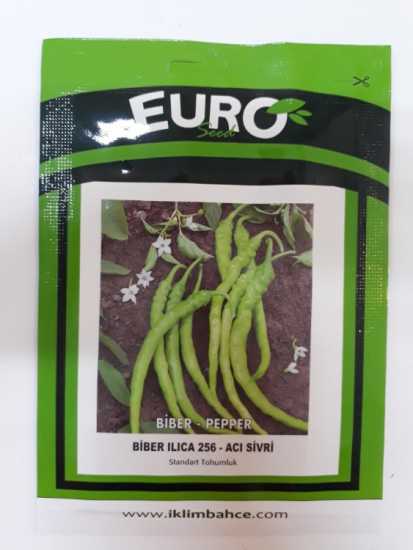 EURO
Seed
BİBER - PEPPER
BİBER ILICA 256 - ACI SİVRİ
Standart Tohumluk
www.iklimbahce.com